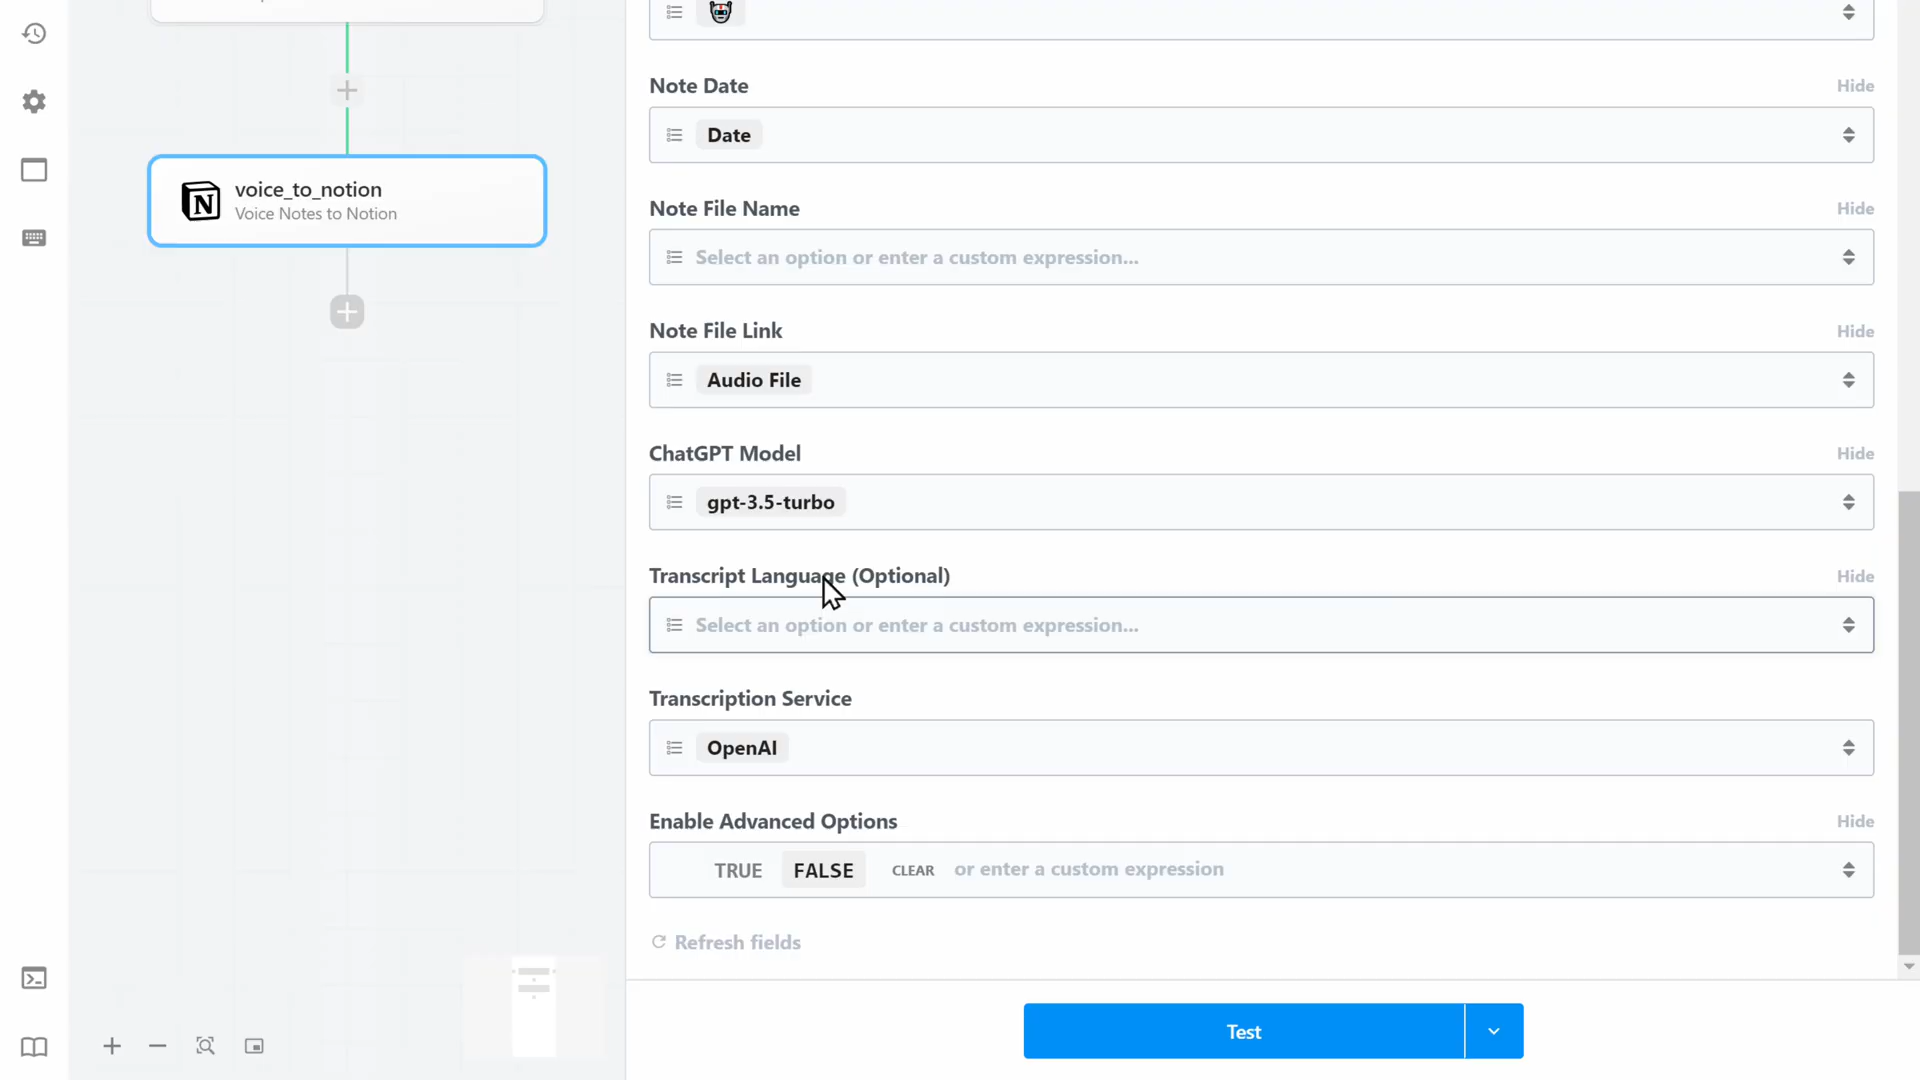 voice_to_notion
Voice Notes to Notion
Note Date
Hide
Date
Note File Name
Hide
Select an option or enter a custom expression...
Note File Link
Hide
Audio File
ChatGPT Model
Hide
gpt-3.5-turbo
Transcript Language (Optional)
Hide
Select an option or enter a custom expression...
Transcription Service
OpenAI
Enable Advanced Options
Hide
TRUE FALSE CLEAR or enter a custom expression
Refresh fields
Test